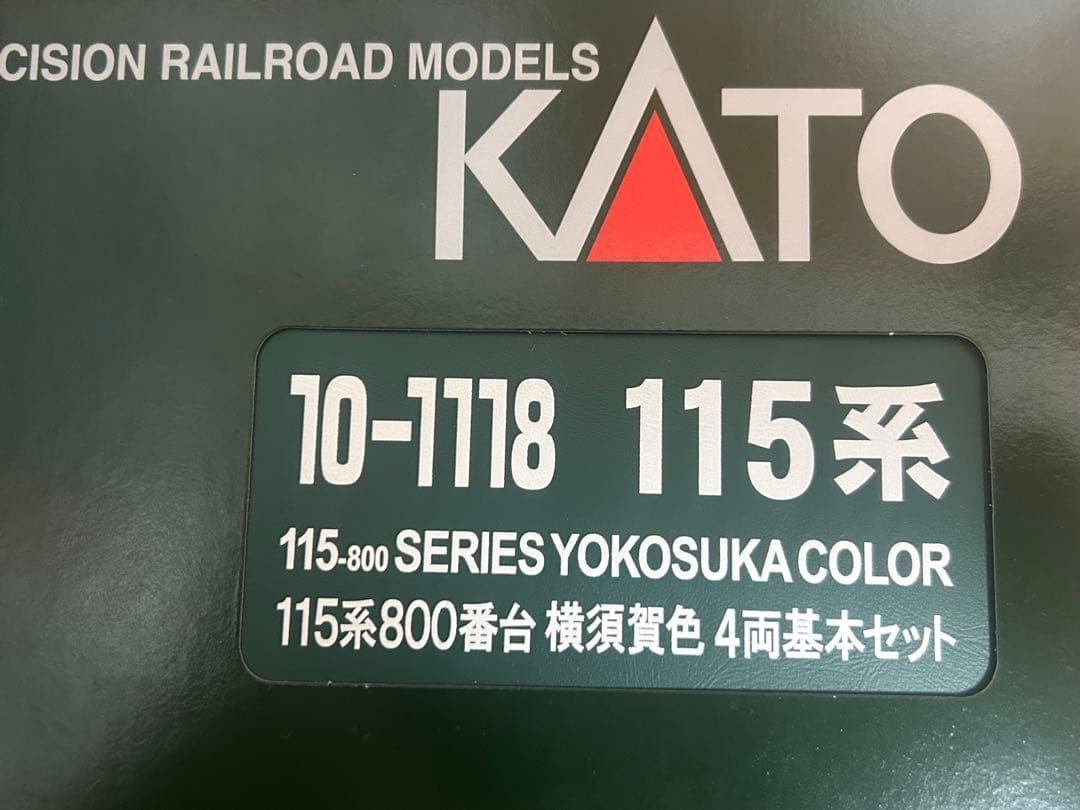 CISION RAILROAD MODELS
KATO
10-1118 115系
115-800 SERIES YOKOSUKA COLOR
115系800番台 横須賀色 4両基本セット